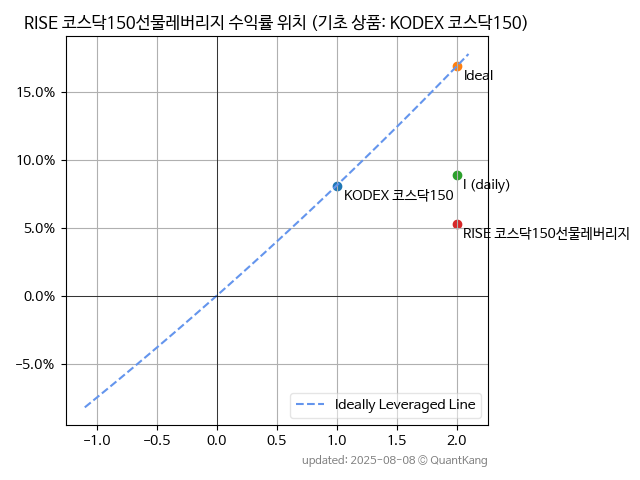 RISE 코스닥150선물레버리지 수익률 위치 (기초 상품: KODEX 코스닥150)
Ideal
15.0%
10.0%
I (daily)
KODEX 코스닥150
5.0%
RISE 코스닥150선물레버리지
0.0%
−5.0%
Ideally Leveraged Line
−1.0 −0.5 0.0 0.5 1.0 1.5 2.0
updated: 2025-08-08 © QuantKang